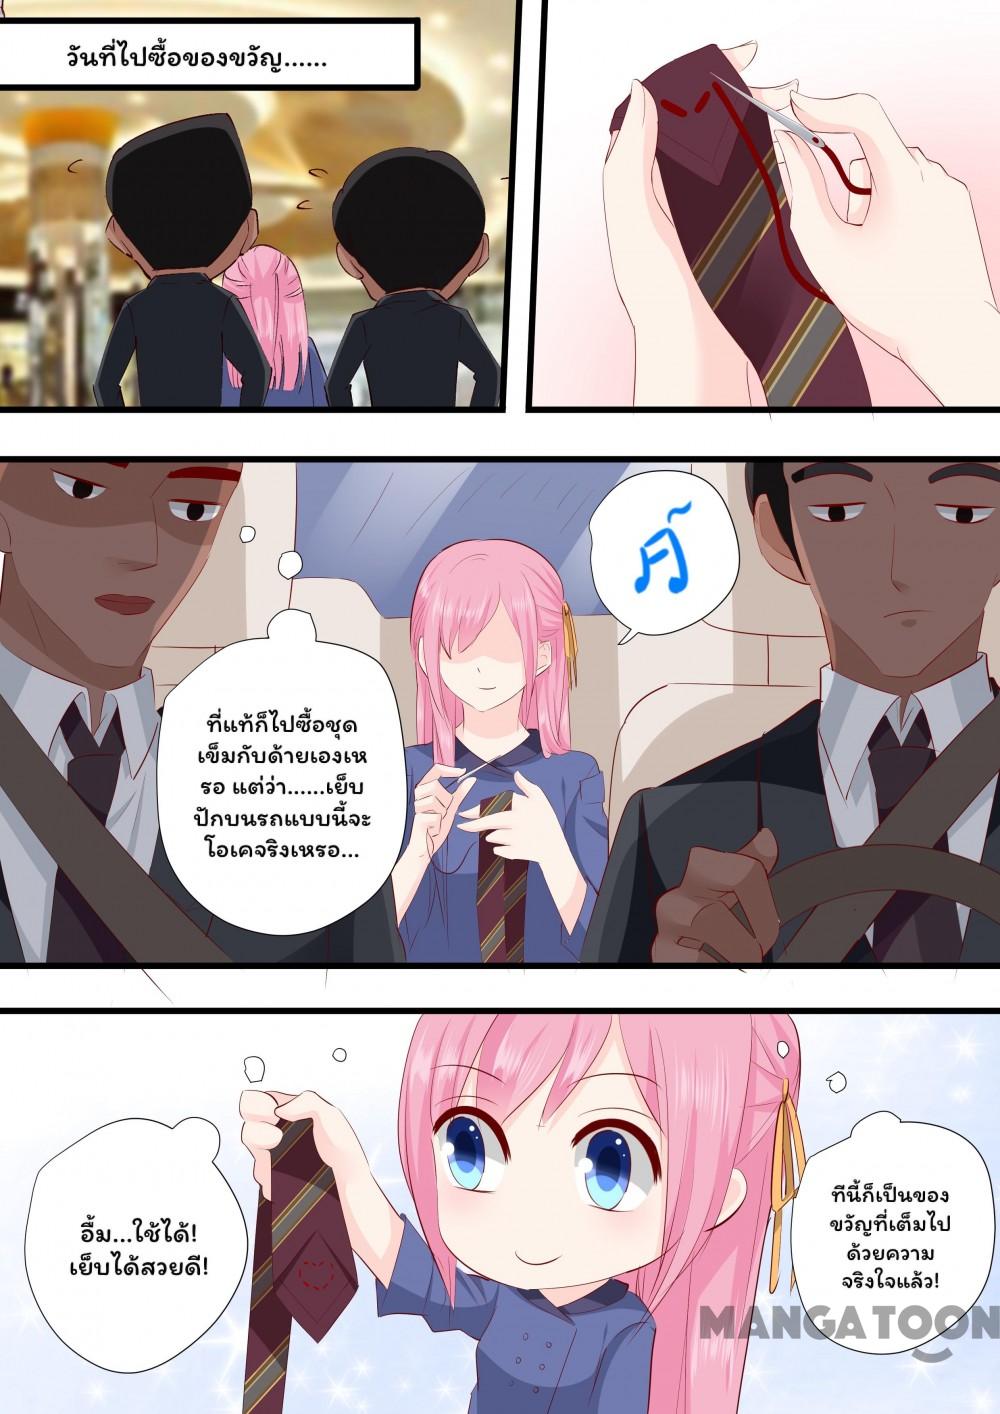 วันที่ไปซื้อของขวัญ......
ที่แท้ก็ไปซื้อชุด
เข็มกับด้ายเองเห
รอ แต่ว่า......เย็บ
ปักบนรถแบบนี้จะ
โอเคจริงเหรอ...
อื้ม...ใช้ได้!
เย็บได้สวยดี!
ทีนี้ก็เป็นของ
ขวัญที่เต็มไป
ด้วยความ
จริงใจแล้ว!
MANGATOON